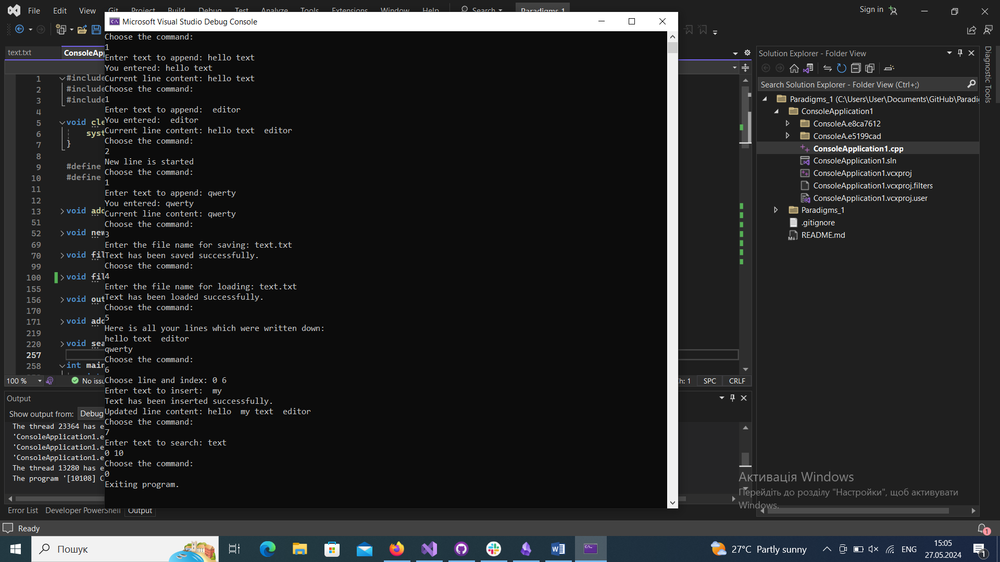 File Edit View Git Project Build Debug Test Analyze Tools Extensions Window Help Search Paradigms_1 Sign in
Microsoft Visual Studio Debug Console
text.txt ConsoleApp
Choose the command:
1
Enter text to append: hello text
You entered: hello text
Current line content: hello text
Choose the command:
1
Enter text to append:  editor
You entered:  editor
Current line content: hello text  editor
Choose the command:
2
New line is started
Choose the command:
1
Enter text to append: qwerty
You entered: qwerty
Current line content: qwerty
Choose the command:
3
Enter the file name for saving: text.txt
Text has been saved successfully.
Choose the command:
4
Enter the file name for loading: text.txt
Text has been loaded successfully.
Choose the command:
5
Here is all your lines which were written down:
hello text  editor
qwerty
Choose the command:
6
Choose line and index: 0 6
Enter text to insert:  my
Text has been inserted successfully.
Updated line content: hello  my text  editor
Choose the command:
7
Enter text to search: text
0 10
Choose the command:
0
Exiting program.
1 #include
2 #include
3 #include
4
5 void cle
6 syst
7 }
8
9 #define
10 #define
11
12
13 void add
51
52 void new
69
70 void fil
99
100 void fil
155
156 void out
170
171 void add
219
220 void sea
257
258 int main
100 % No issu
Ch: 1 SPC CRLF
Output
Show output from: Debug
The thread 23364 has e
'ConsoleApplication1.e
'ConsoleApplication1.e
'ConsoleApplication1.e
The thread 13280 has e
The program '[10108] C
Error List Developer PowerShell Output
Solution Explorer - Folder View
Search Solution Explorer - Folder View (Ctrl+;)
Paradigms_1 (C:\Users\User\Documents\GitHub\Paradi
ConsoleApplication1
ConsoleA.e8ca7612
ConsoleA.e5199cad
ConsoleApplication1.cpp
ConsoleApplication1.sln
ConsoleApplication1.vcxproj
ConsoleApplication1.vcxproj.filters
ConsoleApplication1.vcxproj.user
Paradigms_1
.gitignore
README.md
Diagnostic Tools
Активація Windows
Перейдіть до розділу "Настройки", щоб активувати
Windows.
Ready
1
Пошук
27°C Partly sunny
ENG
15:05
27.05.2024
1